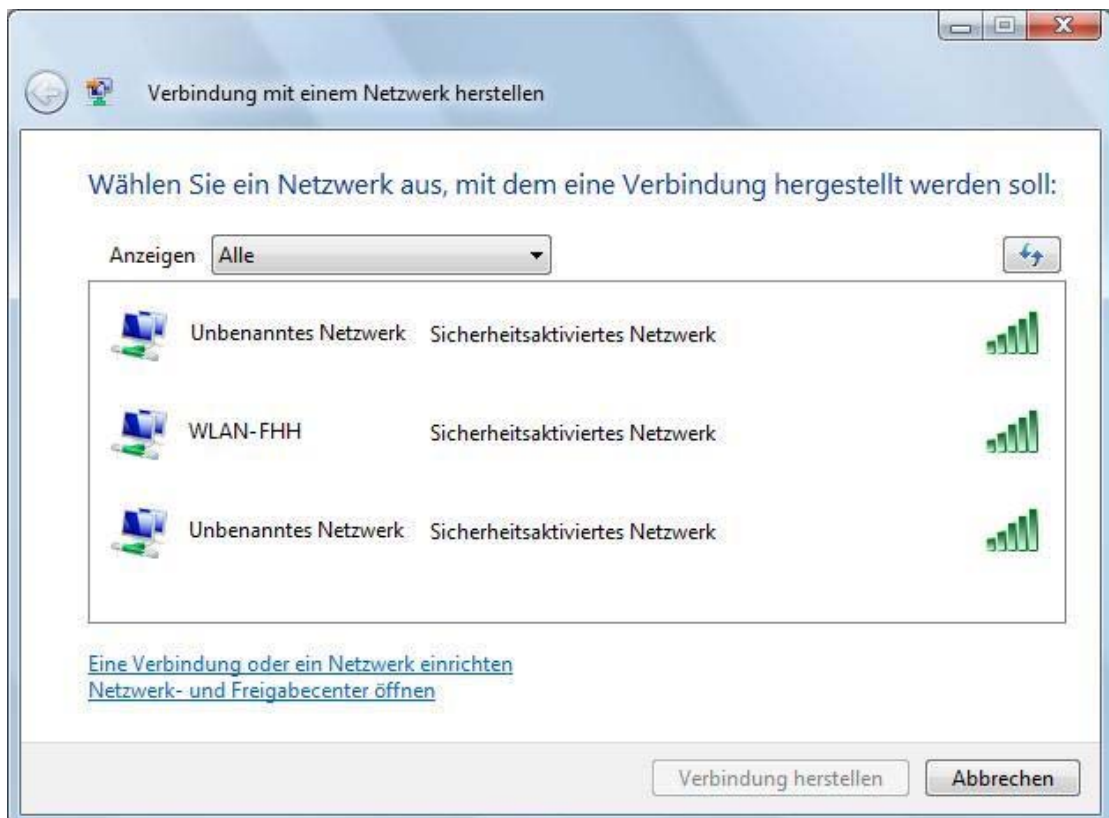 Verbindung mit einem Netzwerk herstellen
Wählen Sie ein Netzwerk aus, mit dem eine Verbindung hergestellt werden soll:
Anzeigen Alle
Unbenanntes Netzwerk Sicherheitsaktiviertes Netzwerk
WLAN-FHH Sicherheitsaktiviertes Netzwerk
Unbenanntes Netzwerk Sicherheitsaktiviertes Netzwerk
Eine Verbindung oder ein Netzwerk einrichten
Netzwerk- und Freigabecenter öffnen
Verbindung herstellen Abbrechen